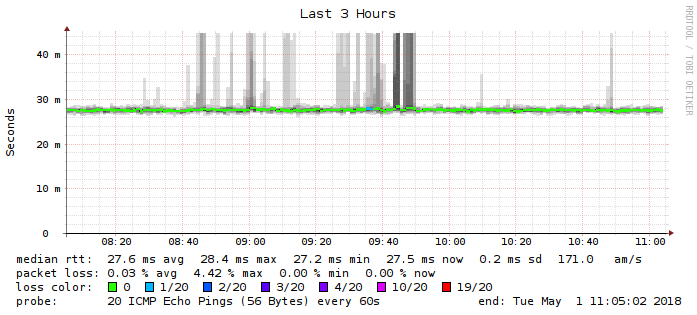 Last 3 Hours
RRDTOOL / TOBI OETIKER
Seconds
40 m
30 m
20 m
10 m
0
08:20 08:40 09:00 09:20 09:40 10:00 10:20 10:40 11:00
median rtt: 27.6 ms avg 28.4 ms max 27.2 ms min 27.5 ms now 0.2 ms sd 171.0 am/s
packet loss: 0.03 % avg 4.42 % max 0.00 % min 0.00 % now
loss color: 0 1/20 2/20 3/20 4/20 10/20 19/20
probe: 20 ICMP Echo Pings (56 Bytes) every 60s end: Tue May 1 11:05:02 2018